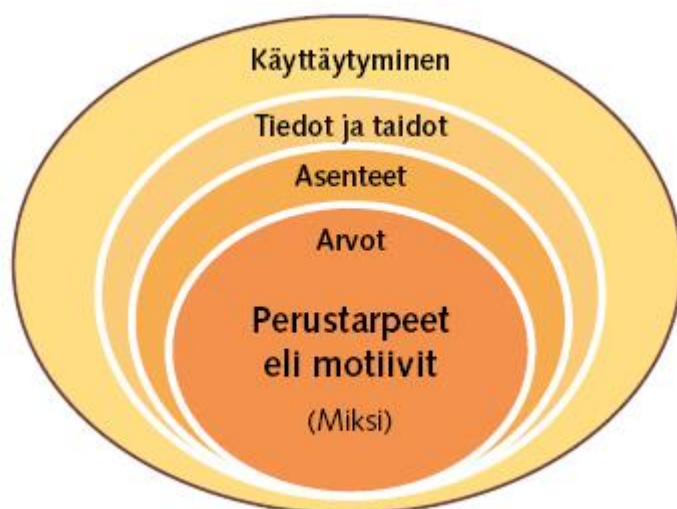 Käyttäytyminen
Tiedot ja taidot
Asenteet
Arvot
Perustarpeet
eli motiivit
(Miksi)